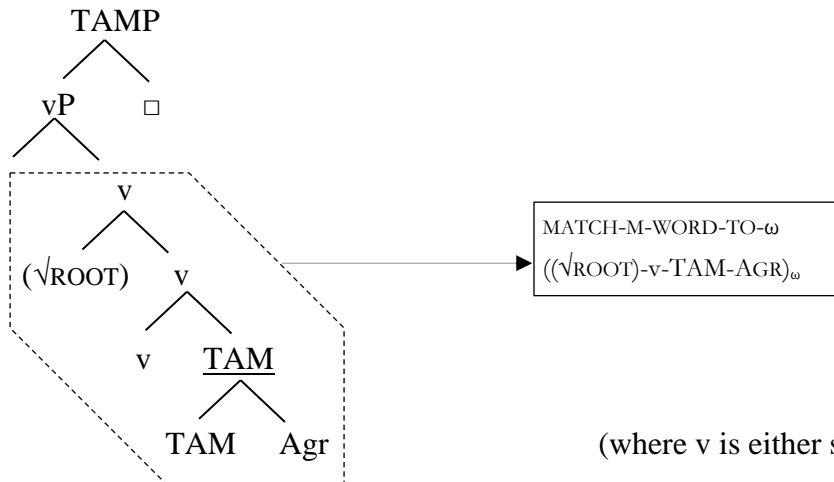 TAMP
vP □
v
(√ROOT) v
v TAM
TAM Agr
MATCH-M-WORD-TO-ω
((√ROOT)-v-TAM-AGR)ω
(where v is either